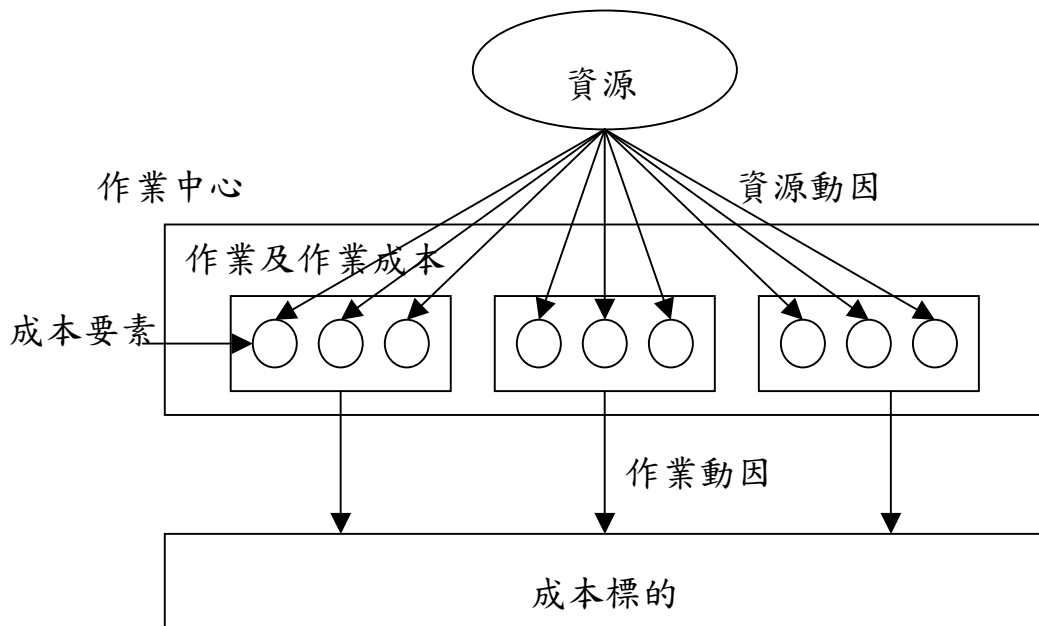 資源
作業中心
資源動因
作業及作業成本
成本要素
作業動因
成本標的